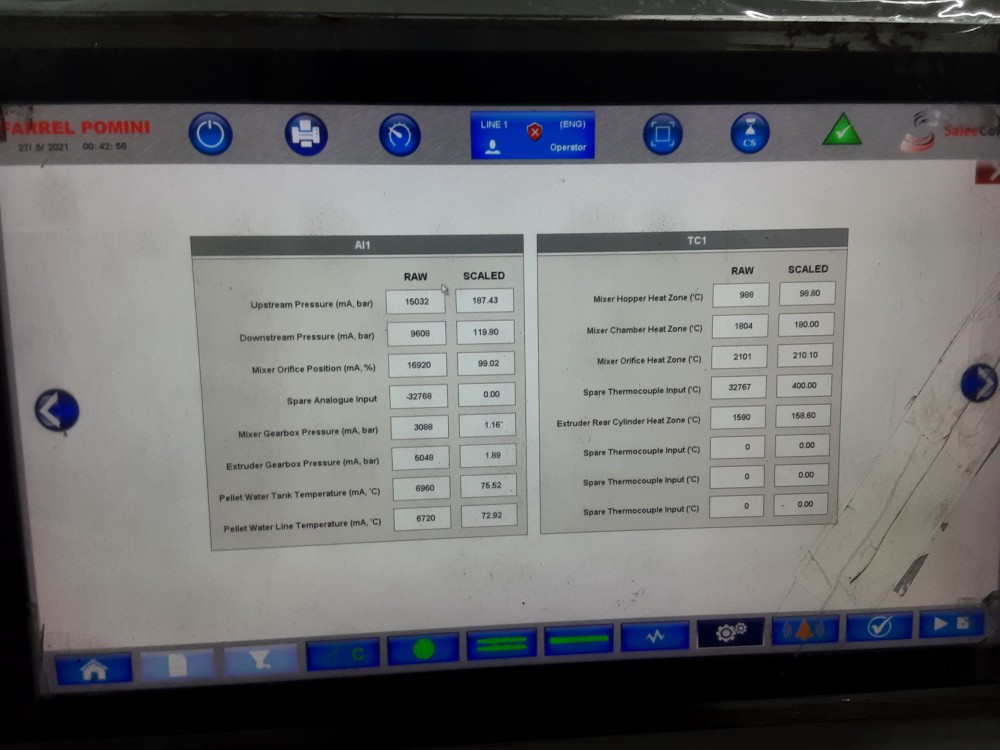 FARREL POMINI
27/ 5/ 2021 00:42:58
LINE 1 (ENG)
Operator
CS
AI1
RAW SCALED
Upstream Pressure (mA, bar) 15032 187.43
Downstream Pressure (mA, bar) 9608 119.80
Mixer Orifice Position (mA, %) 16920 99.02
Spare Analogue Input -32768 0.00
Mixer Gearbox Pressure (mA, bar) 3088 1.16
Extruder Gearbox Pressure (mA, bar) 5048 1.89
Pellet Water Tank Temperature (mA, °C) 6960 75.52
Pellet Water Line Temperature (mA, °C) 6720 72.92
TC1
RAW SCALED
Mixer Hopper Heat Zone (°C) 988 98.80
Mixer Chamber Heat Zone (°C) 1804 180.00
Mixer Orifice Heat Zone (°C) 2101 210.10
Spare Thermocouple Input (°C) 32767 400.00
Extruder Rear Cylinder Heat Zone (°C) 1590 158.60
Spare Thermocouple Input (°C) 0 0.00
Spare Thermocouple Input (°C) 0 0.00
Spare Thermocouple Input (°C) 0 0.00
C